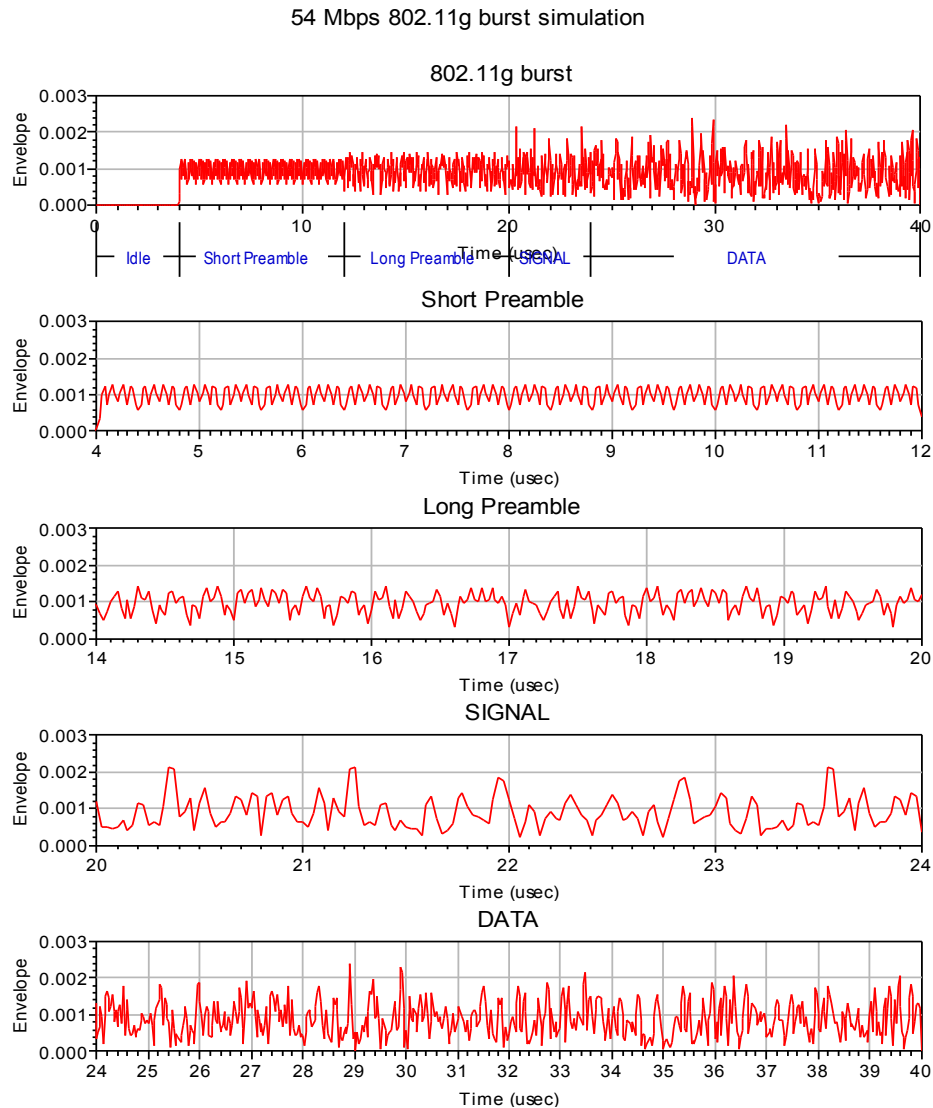 54 Mbps 802.11g burst simulation
802.11g burst
0.003
0.002
0.001
0.000
Envelope
0 10 20 30 40
Time (usec)
Idle Short Preamble Long Preamble SIGNAL DATA
Short Preamble
0.003
0.002
0.001
0.000
Envelope
4 5 6 7 8 9 10 11 12
Time (usec)
Long Preamble
0.003
0.002
0.001
0.000
Envelope
14 15 16 17 18 19 20
Time (usec)
SIGNAL
0.003
0.002
0.001
0.000
Envelope
20 21 22 23 24
Time (usec)
DATA
0.003
0.002
0.001
0.000
Envelope
24 25 26 27 28 29 30 31 32 33 34 35 36 37 38 39 40
Time (usec)